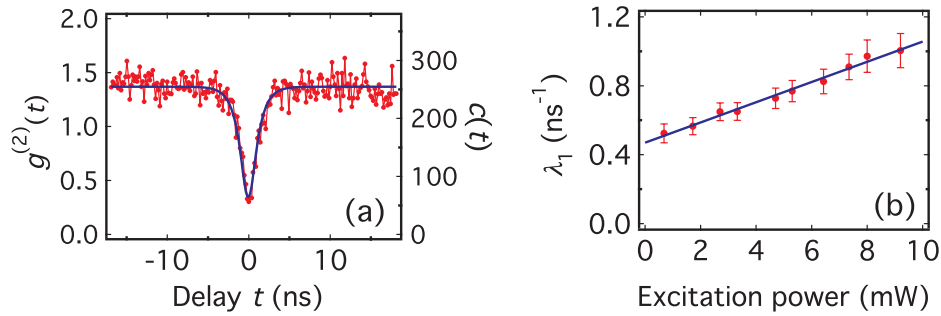 2.0
1.5
1.0
0.5
0.0
g(2)(t)
300
200
100
0
c(t)
(a)
-10 0 10
Delay t (ns)
1.2
0.8
0.4
0.0
λ1 (ns-1)
(b)
0 2 4 6 8 10
Excitation power (mW)